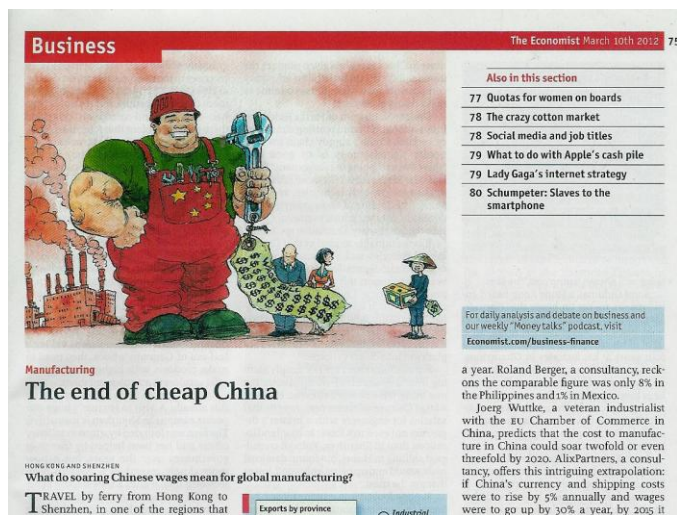 Business
The Economist March 10th 2012 75
Also in this section
77 Quotas for women on boards
78 The crazy cotton market
78 Social media and job titles
79 What to do with Apple's cash pile
79 Lady Gaga's internet strategy
80 Schumpeter: Slaves to the
smartphone
For daily analysis and debate on business and
our weekly "Money talks" podcast, visit
Economist.com/business-finance
Manufacturing
The end of cheap China
HONG KONG AND SHENZHEN
What do soaring Chinese wages mean for global manufacturing?
TRAVEL by ferry from Hong Kong to
Shenzhen, in one of the regions that
Exports by province
Industrial
a year. Roland Berger, a consultancy, reck-
ons the comparable figure was only 8% in
the Philippines and 1% in Mexico.
Joerg Wuttke, a veteran industrialist
with the EU Chamber of Commerce in
China, predicts that the cost to manufac-
ture in China could soar twofold or even
threefold by 2020. AlixPartners, a consul-
tancy, offers this intriguing extrapolation:
if China's currency and shipping costs
were to rise by 5% annually and wages
were to go up by 30% a year, by 2015 it